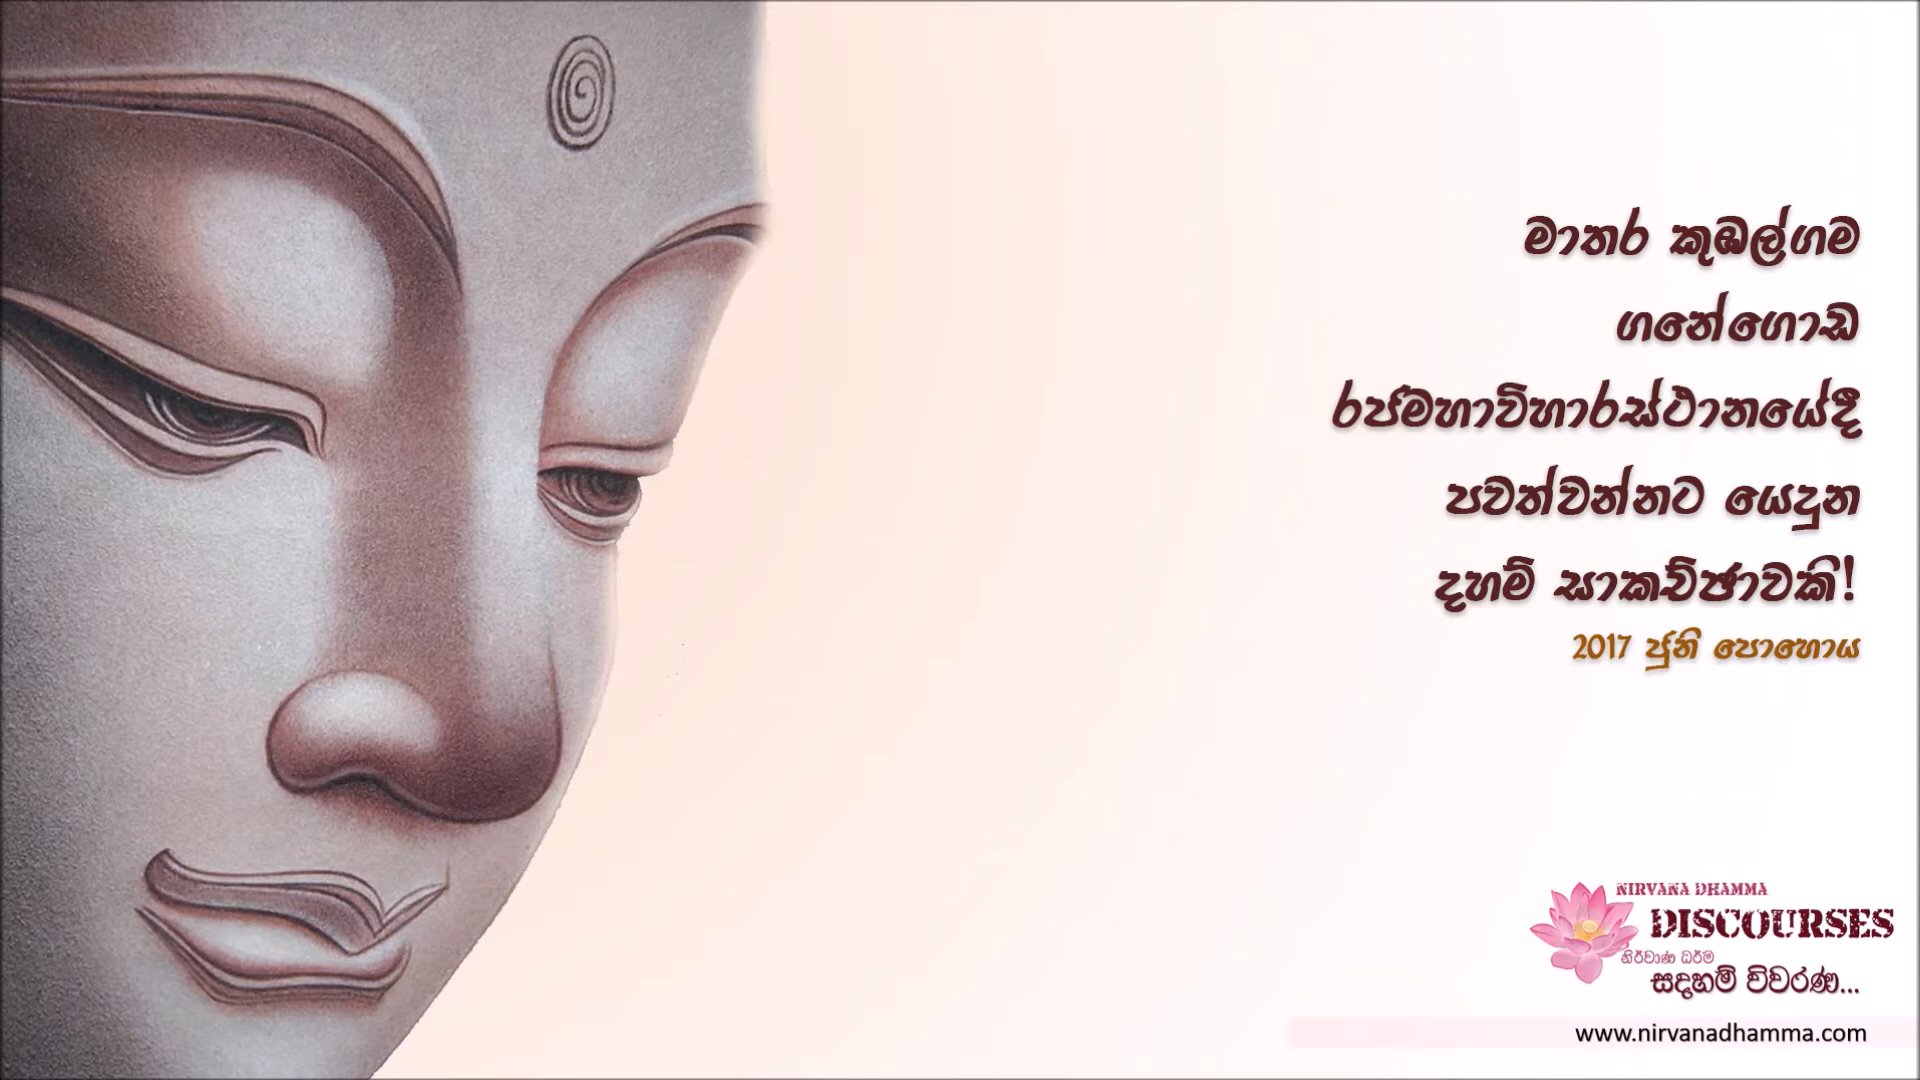 මාතර කුඹල්ගම
ගනේගොඩ
රජමහාවිහාරස්ථානයේදී
පවත්වන්නට යෙදුන
දහම් සාකච්ඡාවකි!
2017 ජුනි පොහොය
NIRVANA DHAMMA
DISCOURSES
නිර්වාණ ධර්ම
සදහම් විවරණ...
www.nirvanadhamma.com